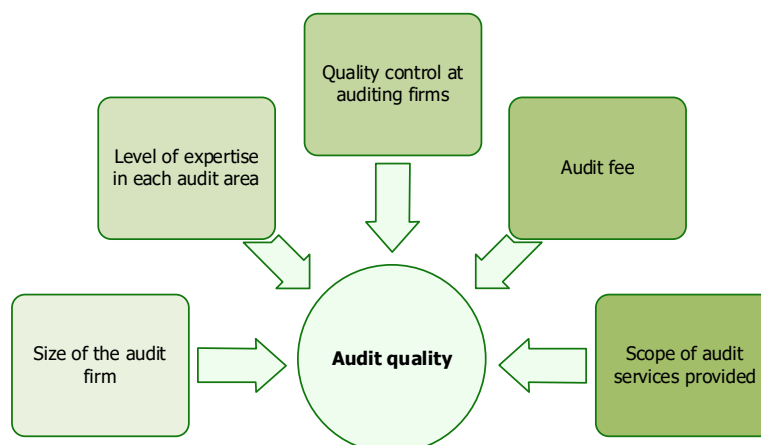 Quality control at
auditing firms
Level of expertise
in each audit area
Audit fee
Size of the audit
firm
Audit quality
Scope of audit
services provided